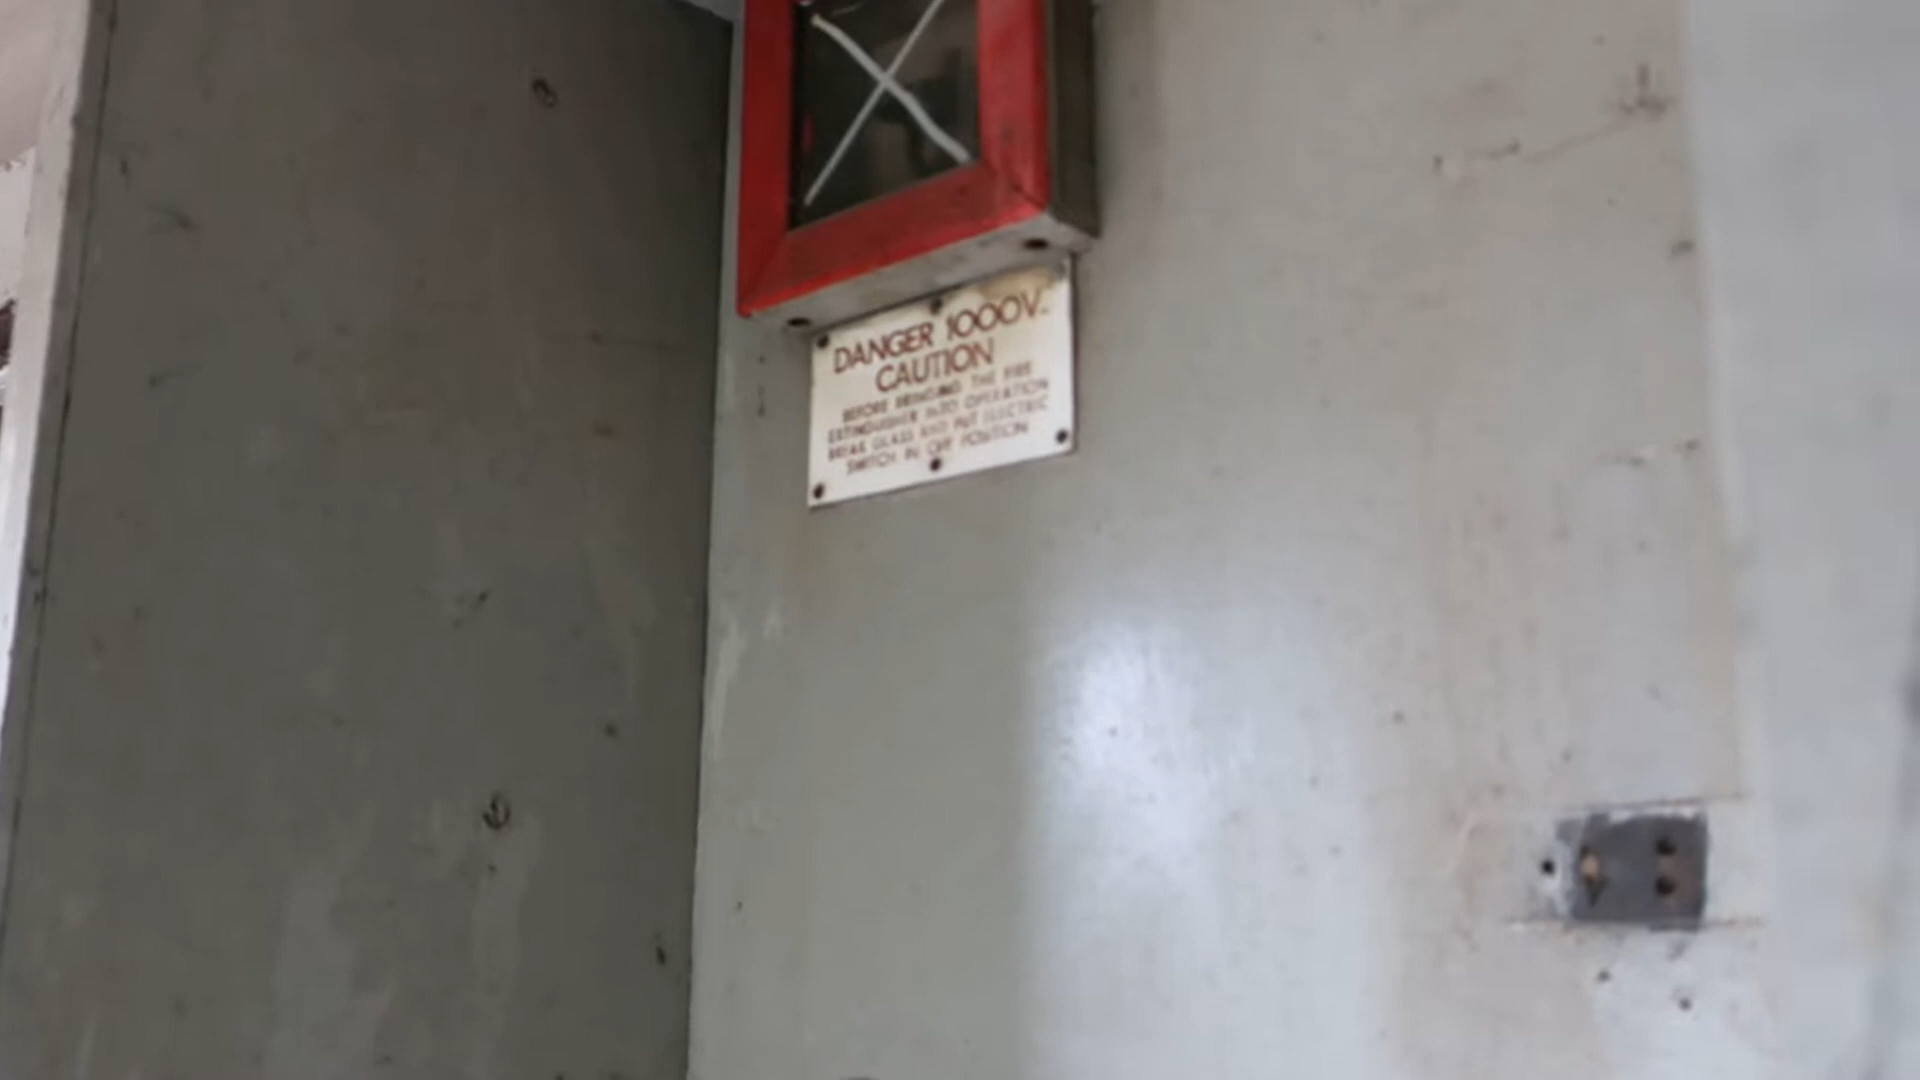 DANGER 1000V.
CAUTION
BEFORE BRINGING THE FIRE
EXTINGUISHER INTO OPERATION
BREAK GLASS AND PUT ELECTRIC
SWITCH IN OFF POSITION